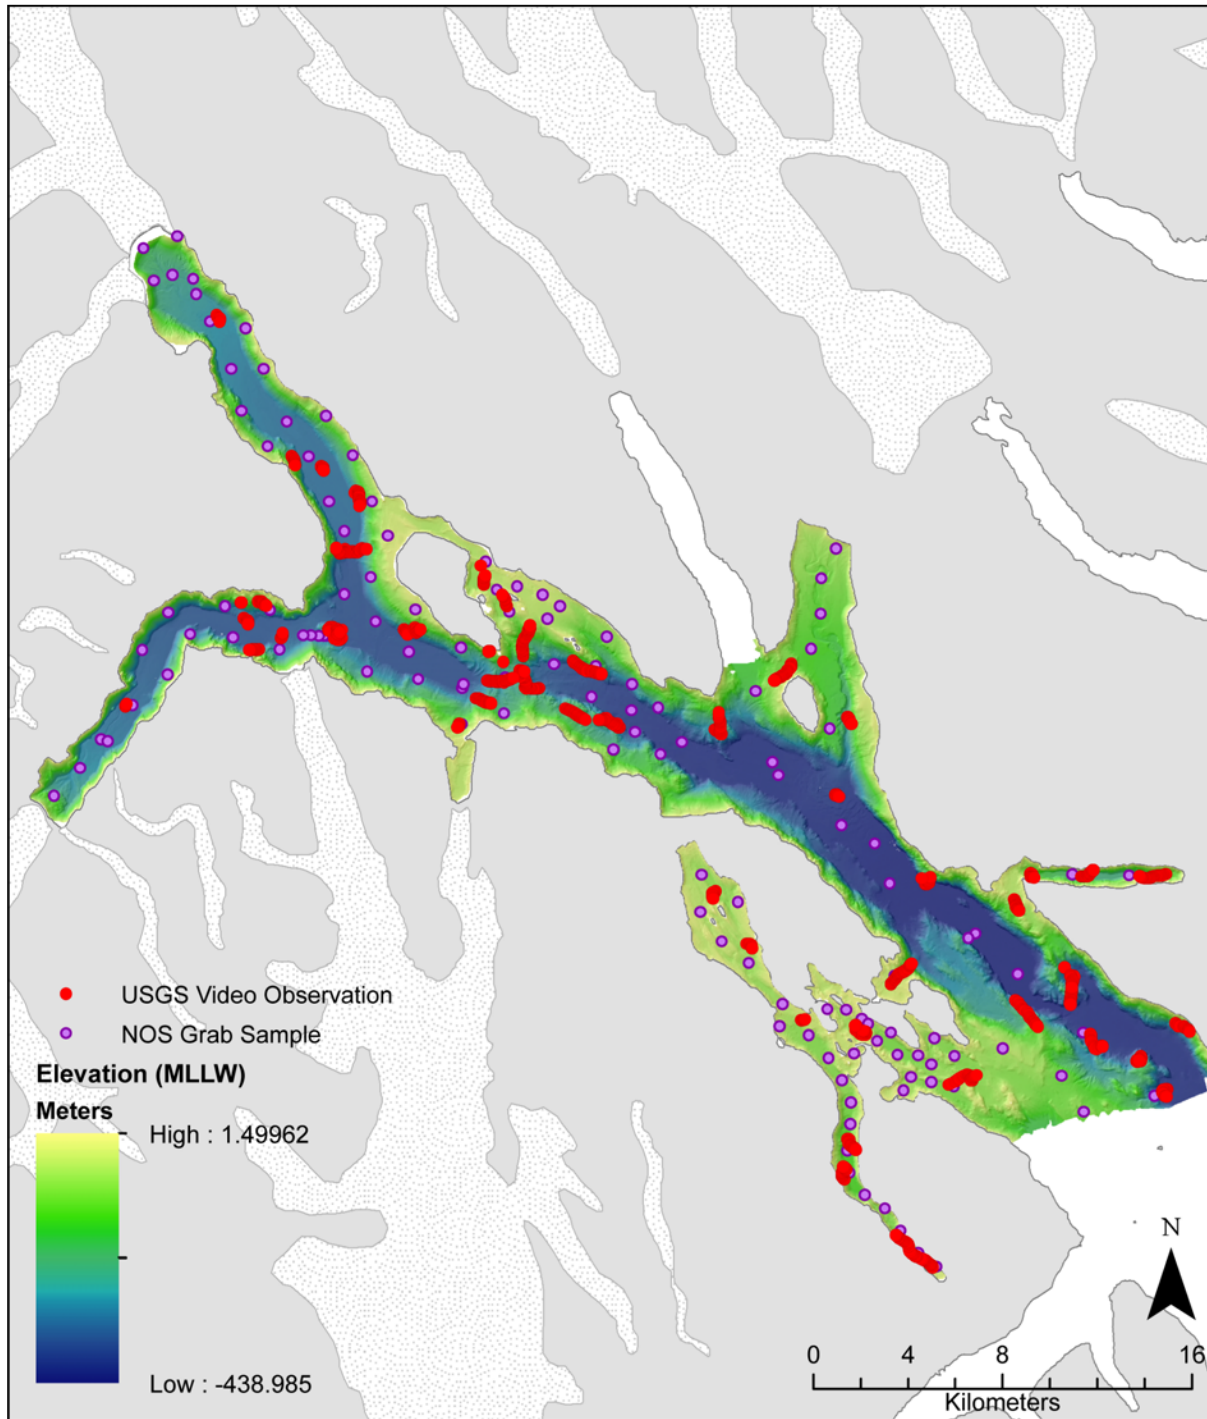 USGS Video Observation
NOS Grab Sample
Elevation (MLLW)
Meters
High : 1.49962
Low : -438.985
N
0 4 8 16
Kilometers